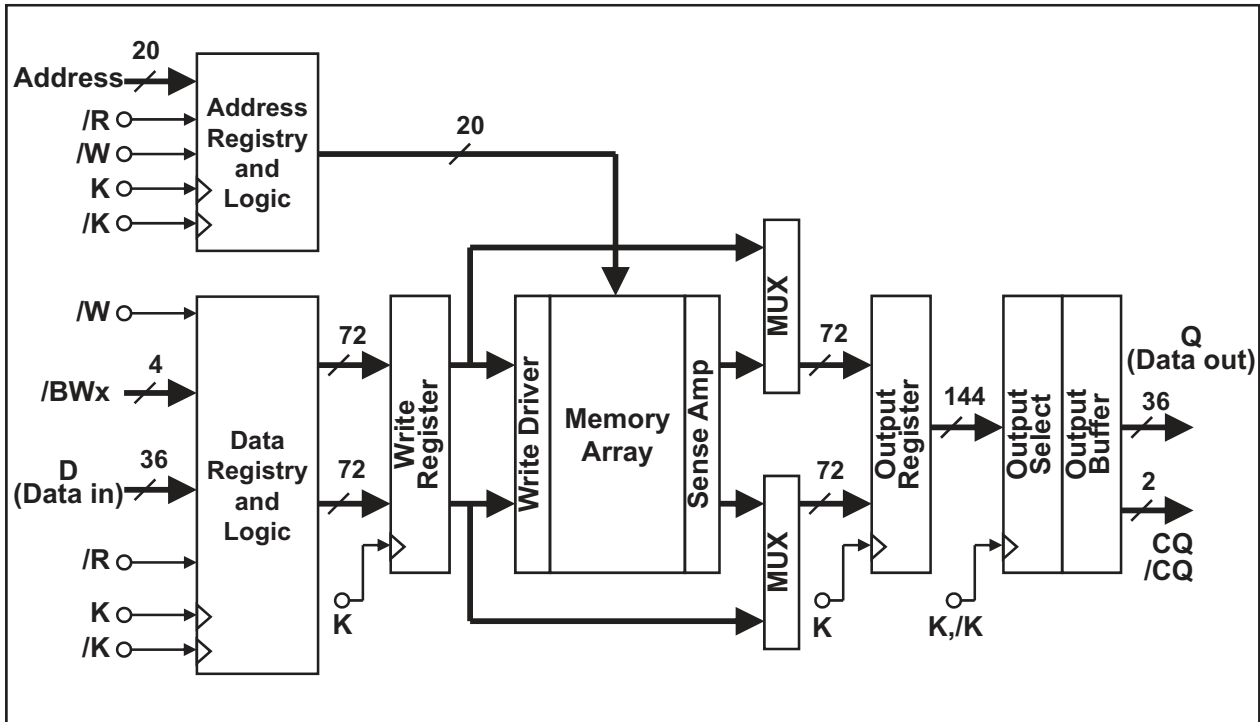 20
Address
/R
/W
K
/K
Address
Registry
and
Logic
20
/W
4
/BWx
36
D
(Data in)
/R
K
/K
Data
Registry
and
Logic
72
72
Write
Register
K
Write Driver
Memory
Array
Sense Amp
MUX
MUX
72
72
Output
Register
K
144
Output
Select
Output
Buffer
K,/K
Q
(Data out)
36
2
CQ
/CQ